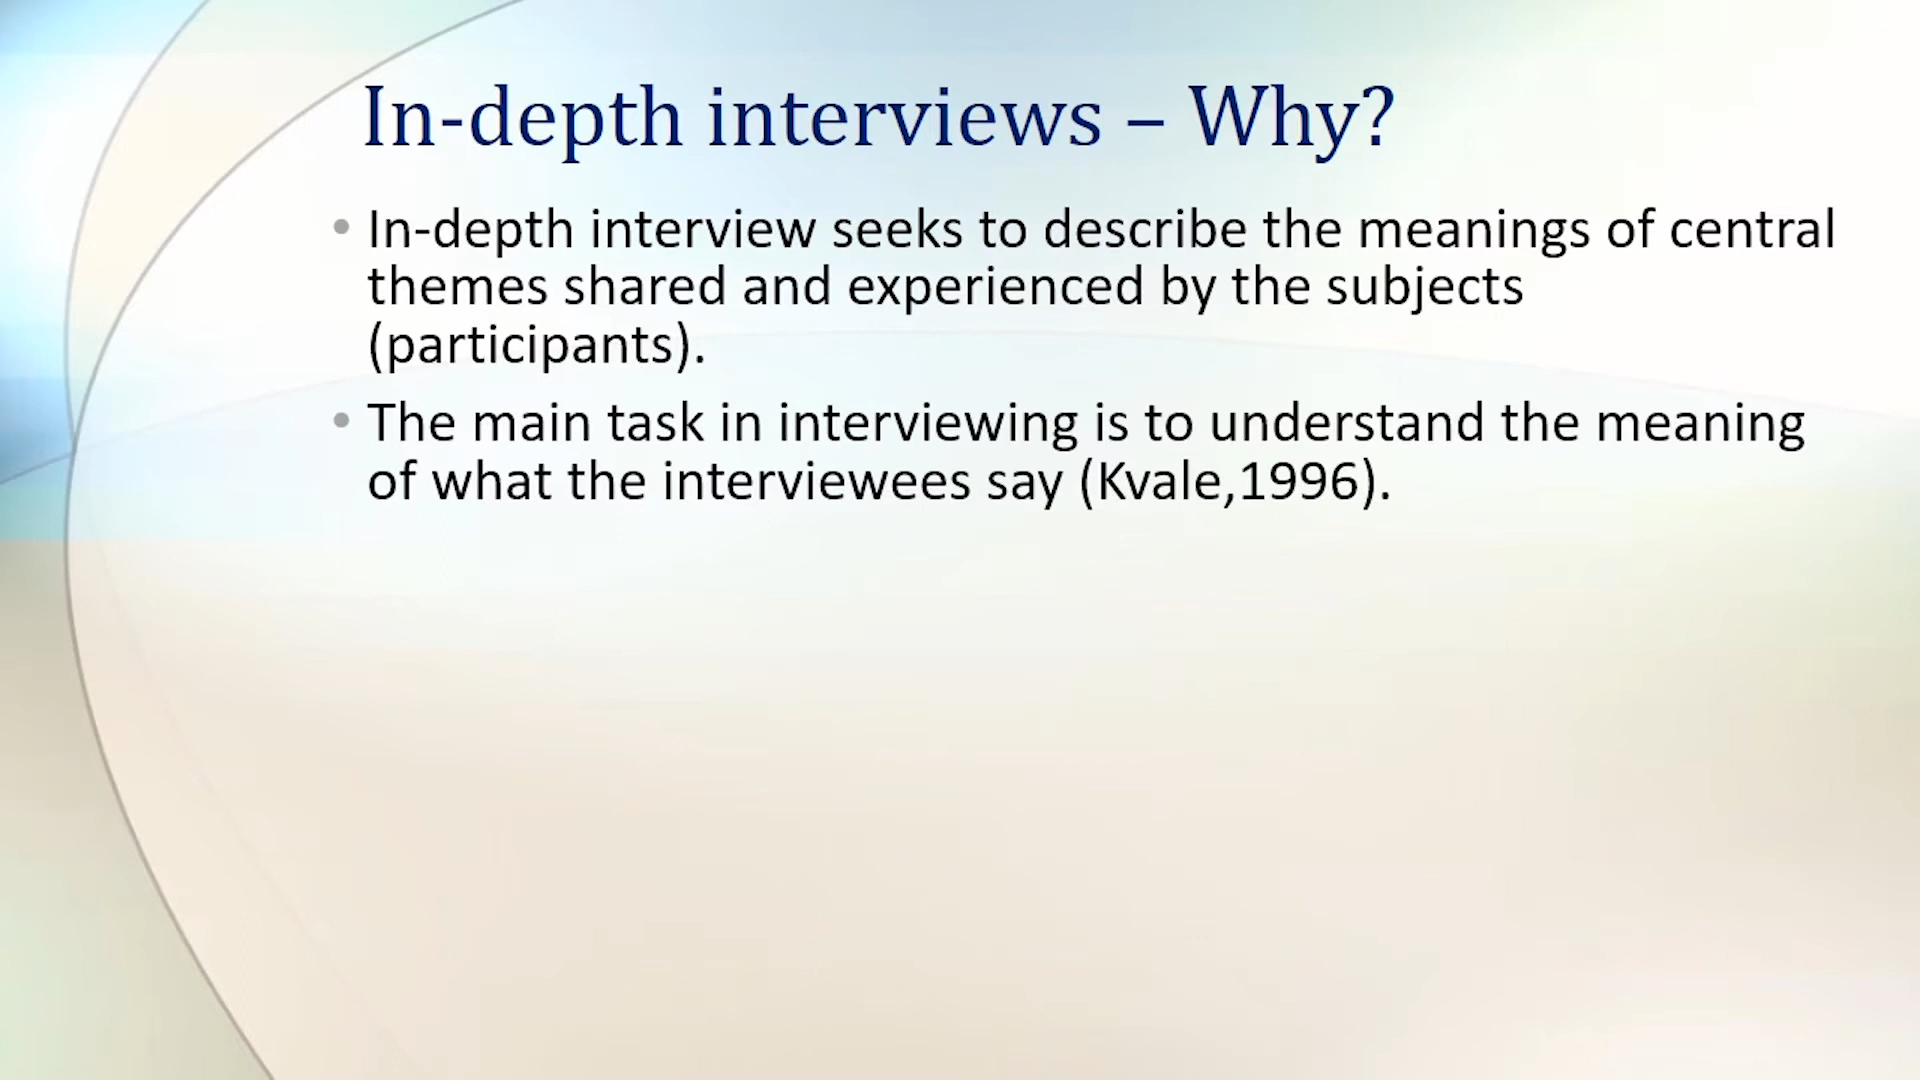 In-depth interviews – Why?
• In-depth interview seeks to describe the meanings of central
themes shared and experienced by the subjects
(participants).
• The main task in interviewing is to understand the meaning
of what the interviewees say (Kvale,1996).